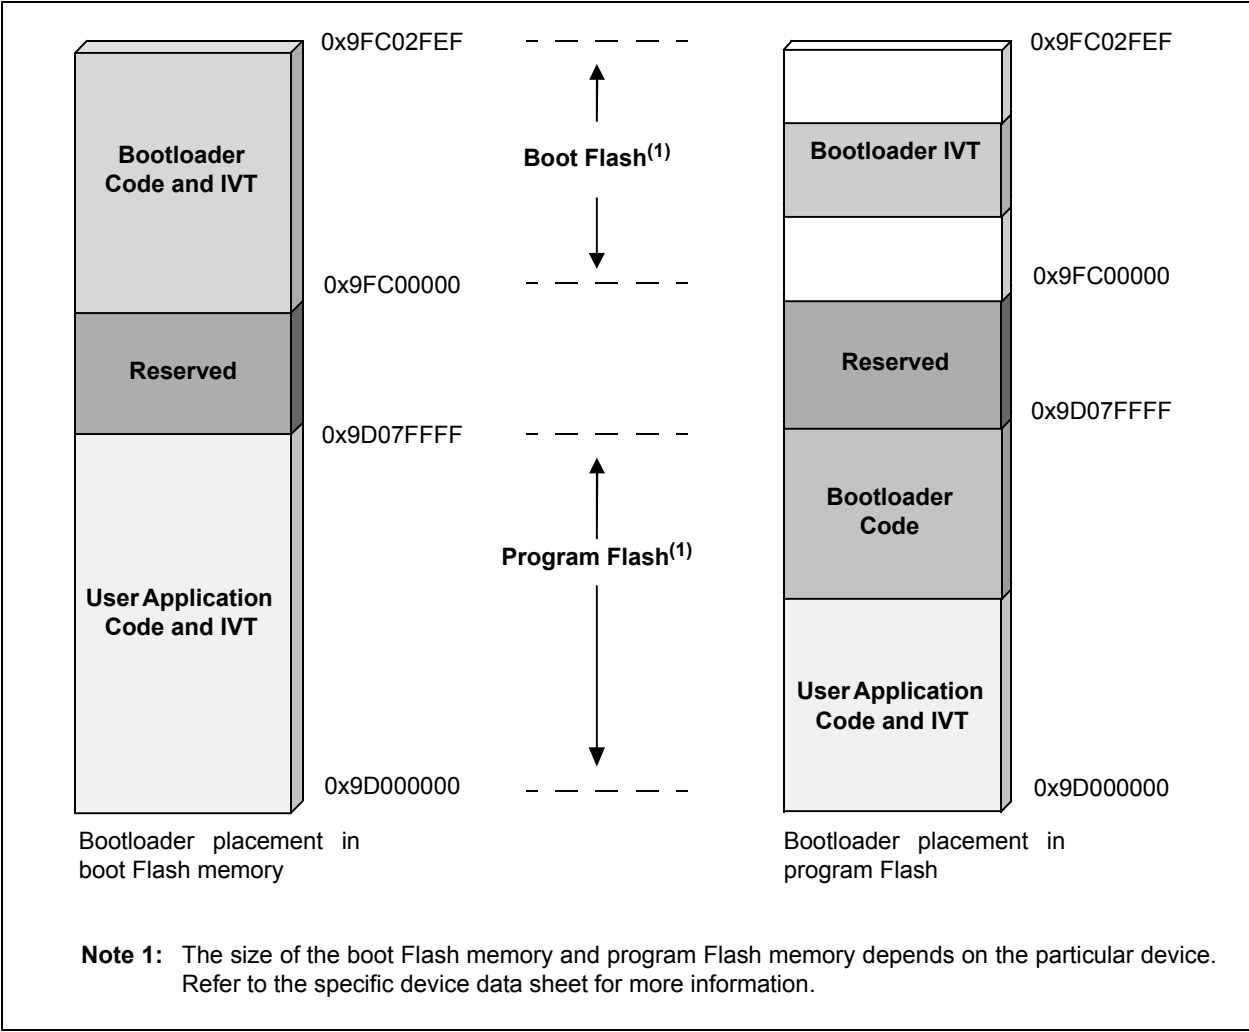 0x9FC02FEF
Bootloader
Code and IVT
0x9FC00000
Reserved
0x9D07FFFF
User Application
Code and IVT
0x9D000000
Bootloader placement in
boot Flash memory
Boot Flash(1)
Program Flash(1)
0x9FC02FEF
Bootloader IVT
0x9FC00000
Reserved
0x9D07FFFF
Bootloader
Code
User Application
Code and IVT
0x9D000000
Bootloader placement in
program Flash
Note 1: The size of the boot Flash memory and program Flash memory depends on the particular device.
Refer to the specific device data sheet for more information.